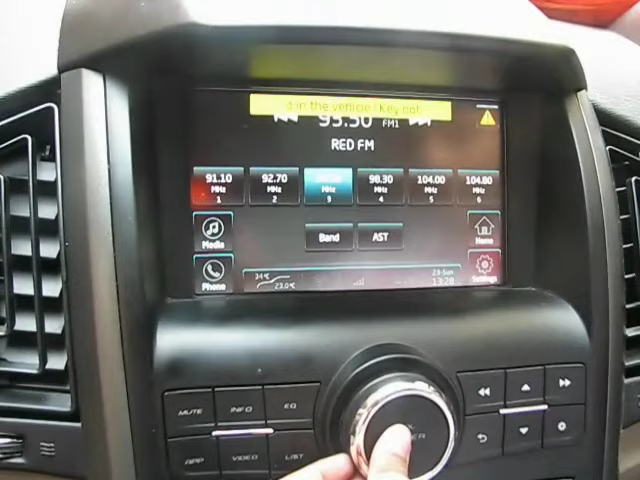 d in the vehicle ! Key not
93.50 FM1
RED FM
91.10 MHz 1
92.70 MHz 2
MHz 3
98.30 MHz 4
104.00 MHz 5
104.80 MHz 6
Media
Band
AST
Home
Phone
34°C
23.0°C
23-Jun
13:28
Settings
MUTE
INFO
EQ
APP
VIDEO
LIST